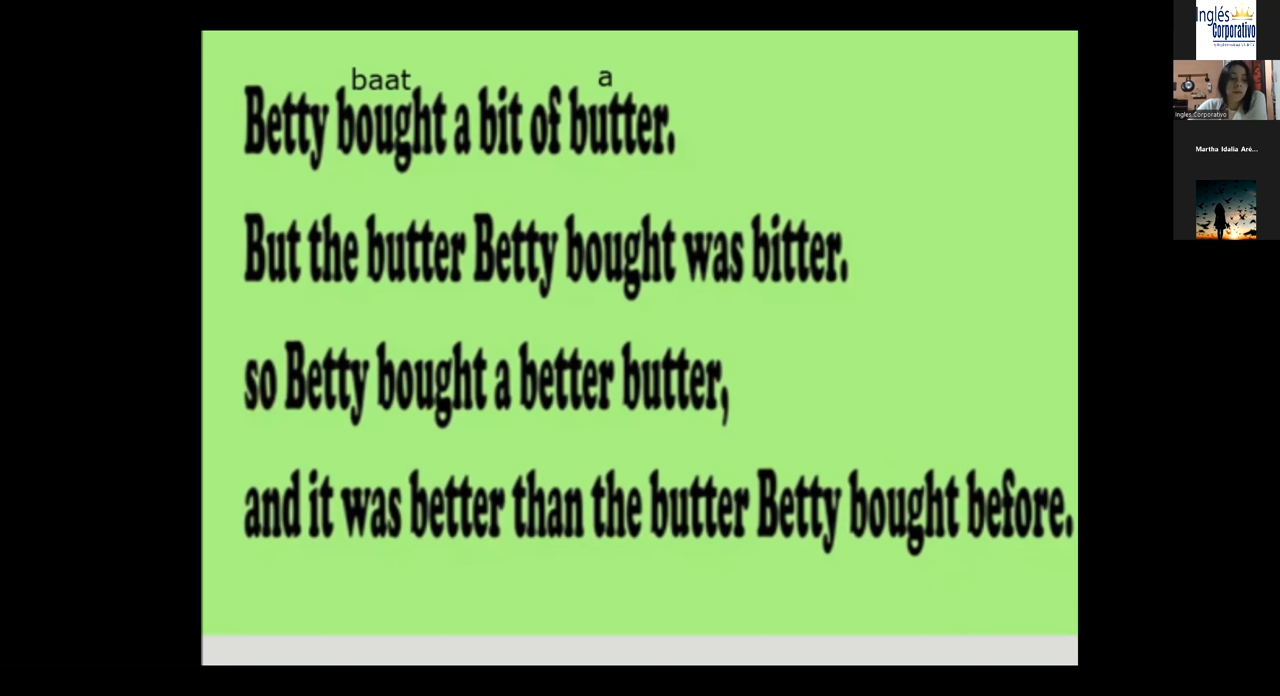 baat a
Betty bought a bit of butter.
But the butter Betty bought was bitter.
so Betty bought a better butter,
and it was better than the butter Betty bought before.
Inglés
Corporativo
Ingles Corporativo
Martha Idalia Aré...